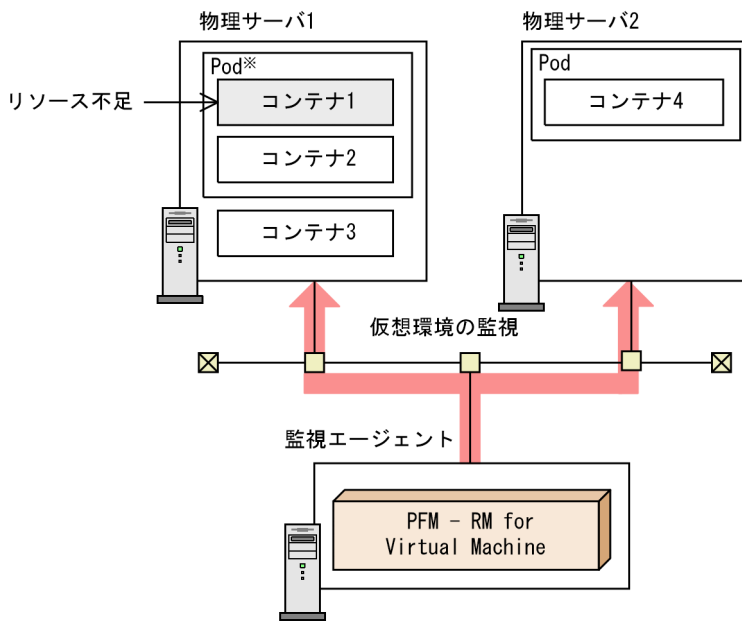 物理サーバ1
物理サーバ2
Pod※
Pod
リソース不足
コンテナ1
コンテナ4
コンテナ2
コンテナ3
仮想環境の監視
監視エージェント
PFM - RM for
Virtual Machine